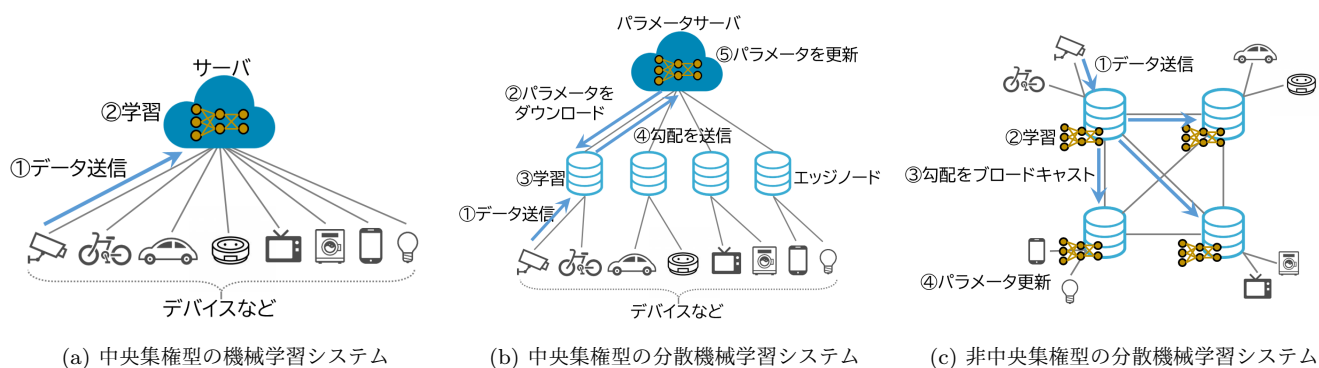 サーバ
②学習
①データ送信
デバイスなど
(a) 中央集権型の機械学習システム
パラメータサーバ
⑤パラメータを更新
②パラメータを
ダウンロード
④勾配を送信
③学習
エッジノード
①データ送信
デバイスなど
(b) 中央集権型の分散機械学習システム
①データ送信
②学習
③勾配をブロードキャスト
④パラメータ更新
(c) 非中央集権型の分散機械学習システム